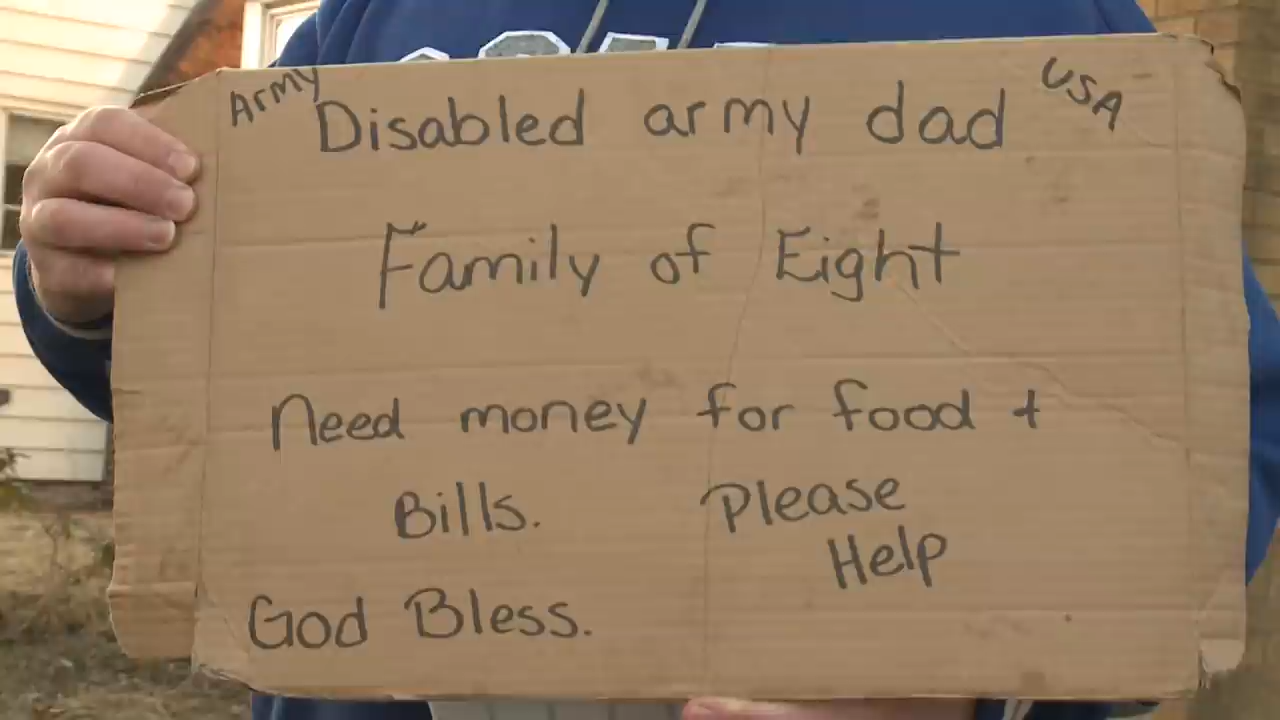 Army Disabled army dad USA
Family of Eight
Need money for food +
Bills. Please
Help
God Bless.